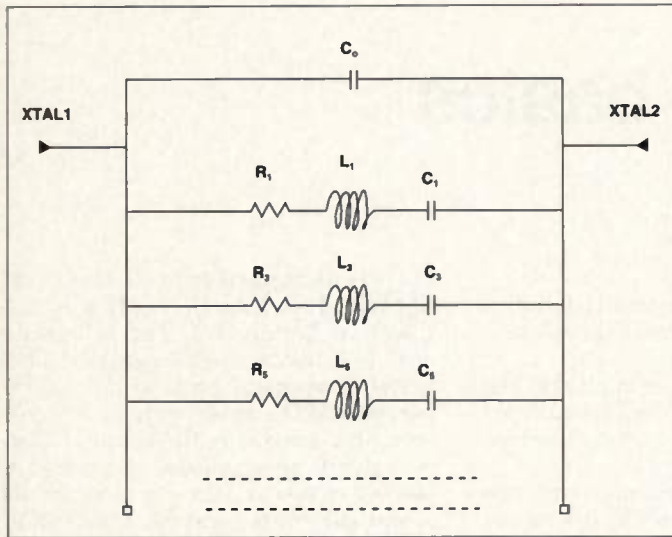 C₀
XTAL1 XTAL2
R₁ L₁ C₁
R₃ L₃ C₃
R₅ L₅ C₅